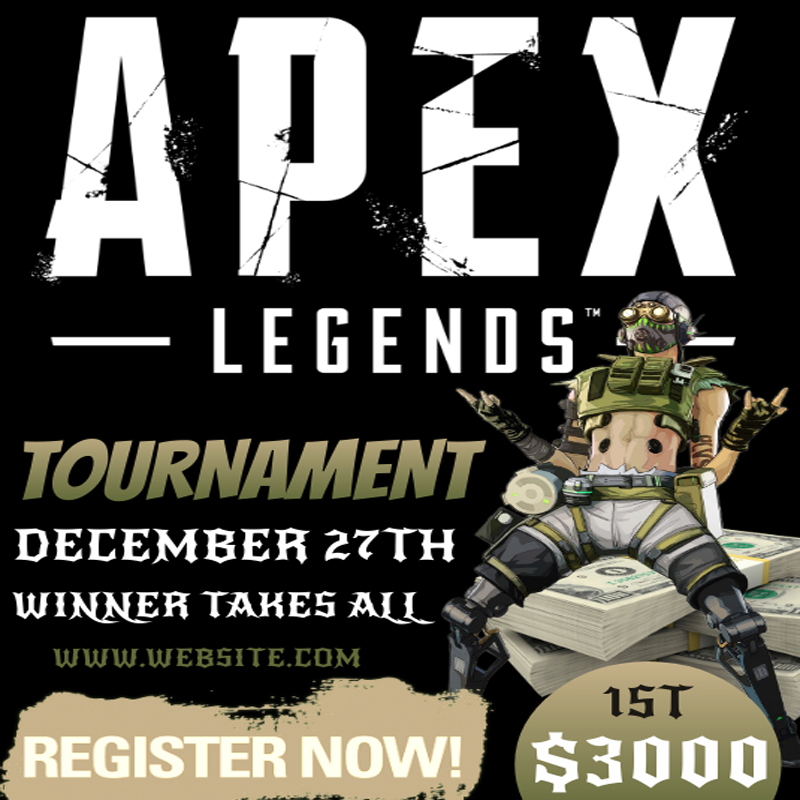 APEX
LEGENDS™
TOURNAMENT
DECEMBER 27TH
WINNER TAKES ALL
WWW.WEBSITE.COM
REGISTER NOW!
1ST
$3000